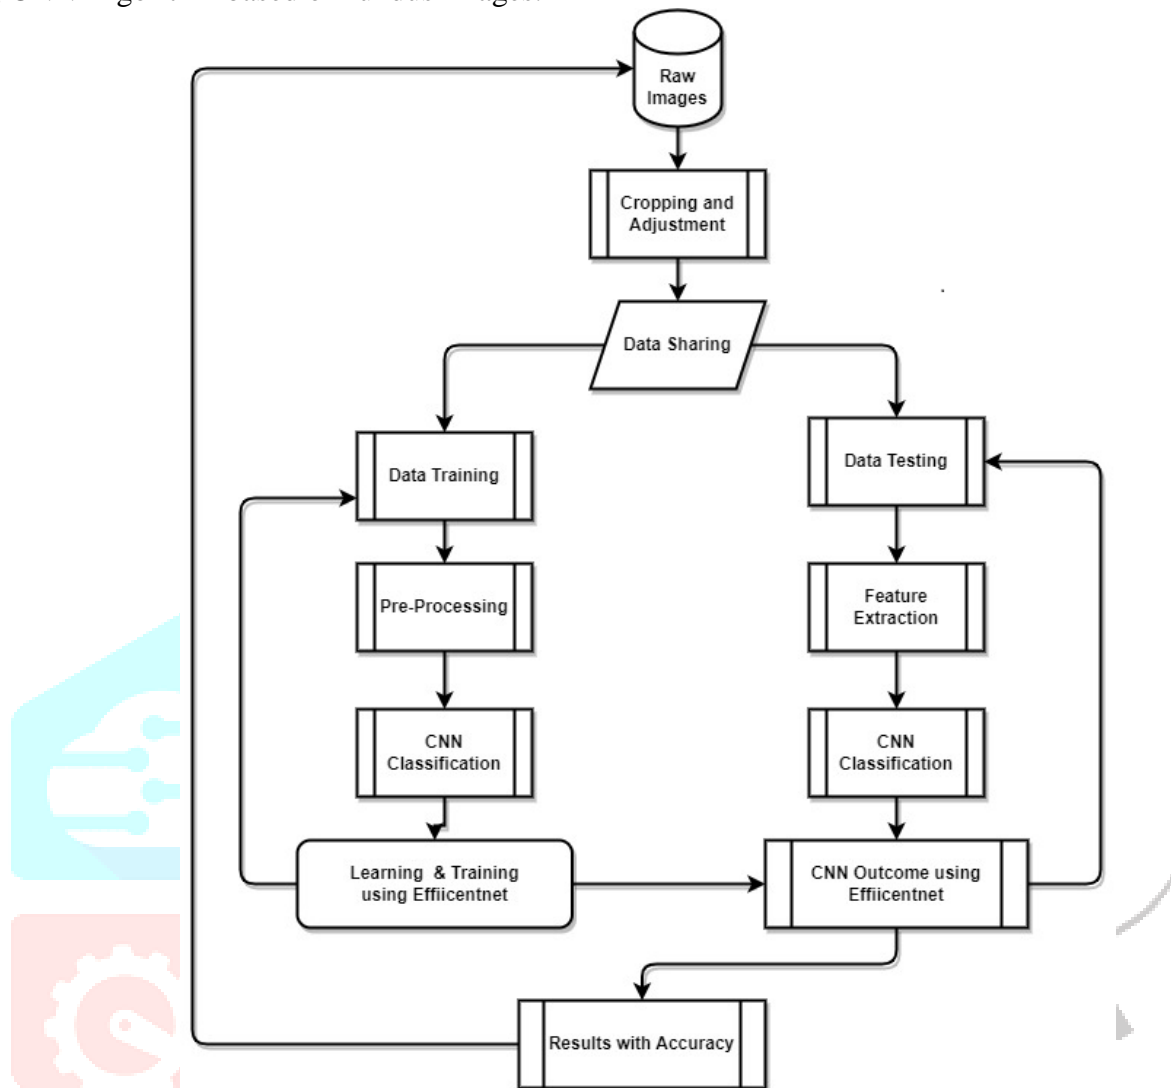 Raw
Images
Cropping and
Adjustment
Data Sharing
Data Training
Data Testing
Pre-Processing
Feature
Extraction
CNN
Classification
CNN
Classification
Learning & Training
using Effiicentnet
CNN Outcome using
Effiicentnet
Results with Accuracy